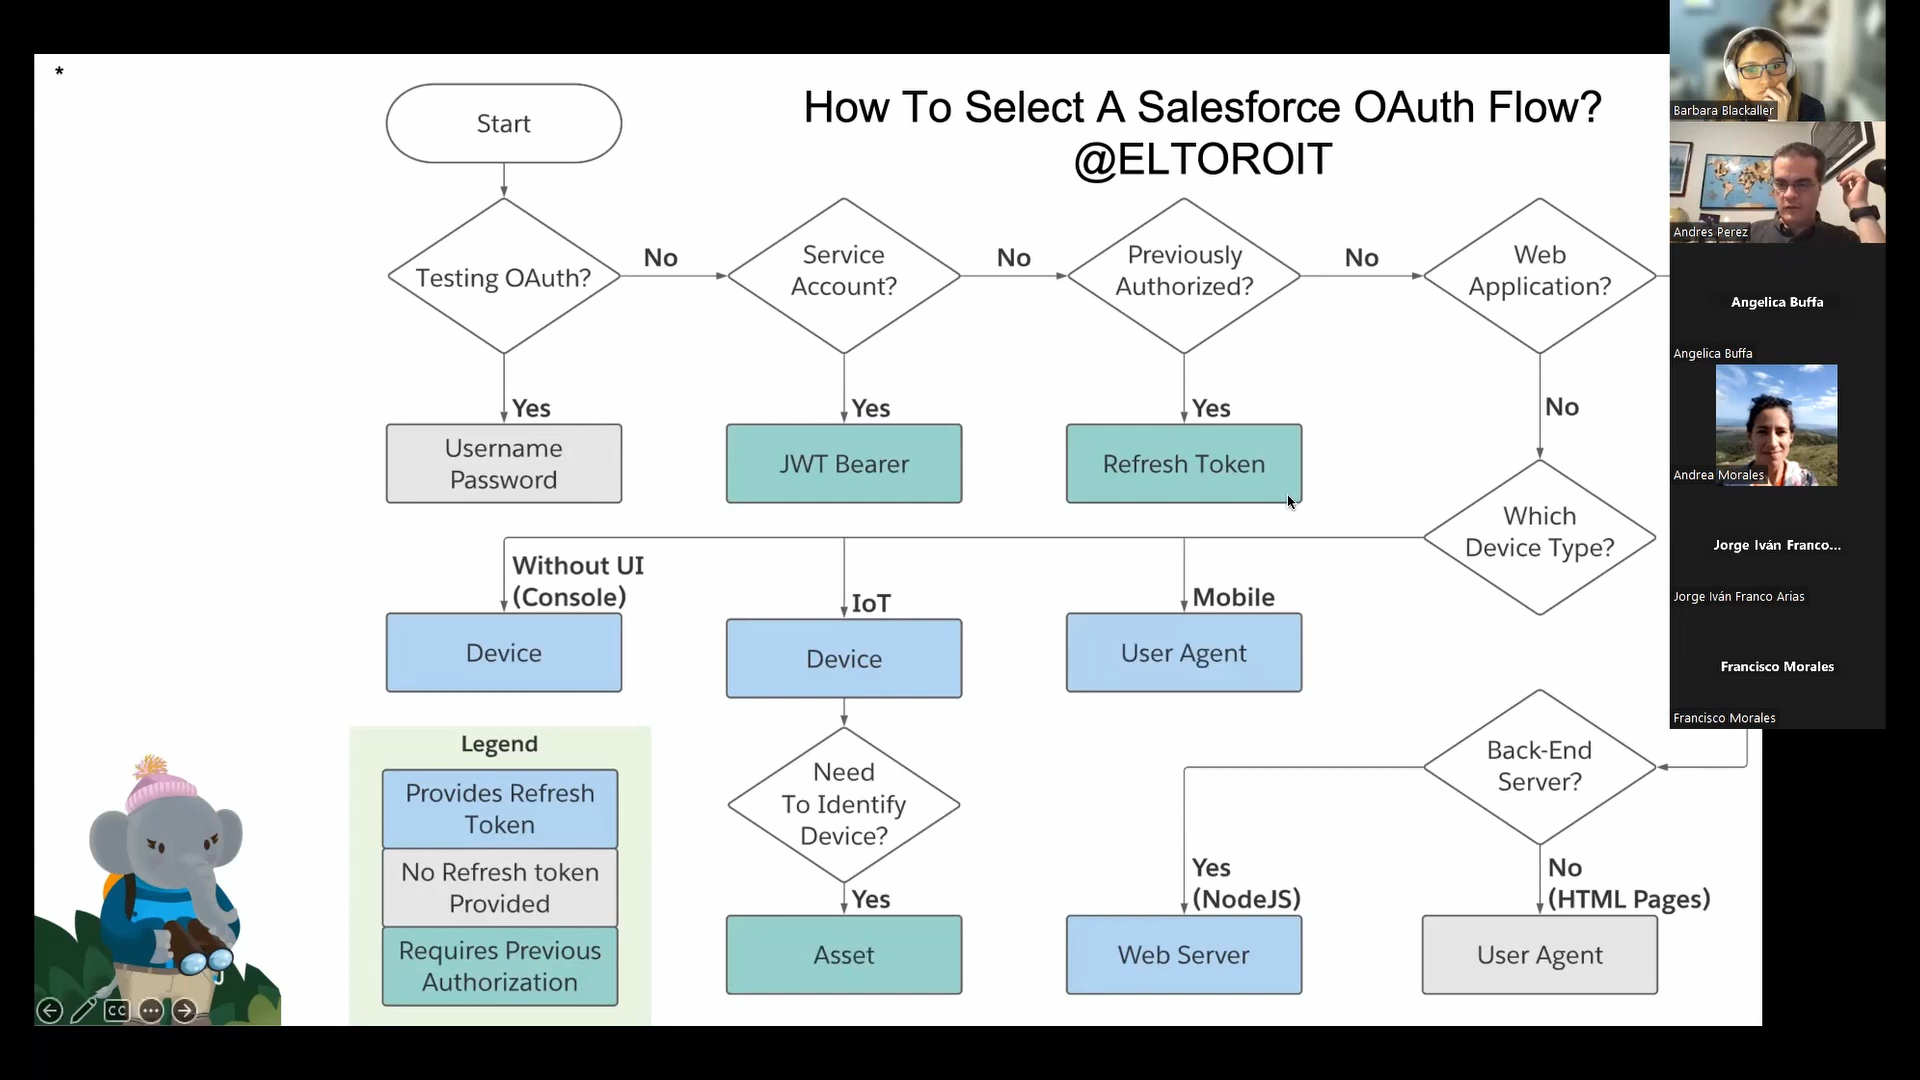 *
How To Select A Salesforce OAuth Flow?
@ELTOROIT
Start
Testing OAuth?
No
Service
Account?
No
Previously
Authorized?
No
Web
Application?
Yes
Username
Password
Yes
JWT Bearer
Yes
Refresh Token
No
Which
Device Type?
Without UI
(Console)
Device
IoT
Device
Mobile
User Agent
Need
To Identify
Device?
Yes
Asset
Back-End
Server?
Yes
(NodeJS)
Web Server
No
(HTML Pages)
User Agent
Legend
Provides Refresh
Token
No Refresh token
Provided
Requires Previous
Authorization
CC
Barbara Blackaller
Andres Perez
Angelica Buffa
Angelica Buffa
Andrea Morales
Jorge Iván Franco...
Jorge Iván Franco Arias
Francisco Morales
Francisco Morales